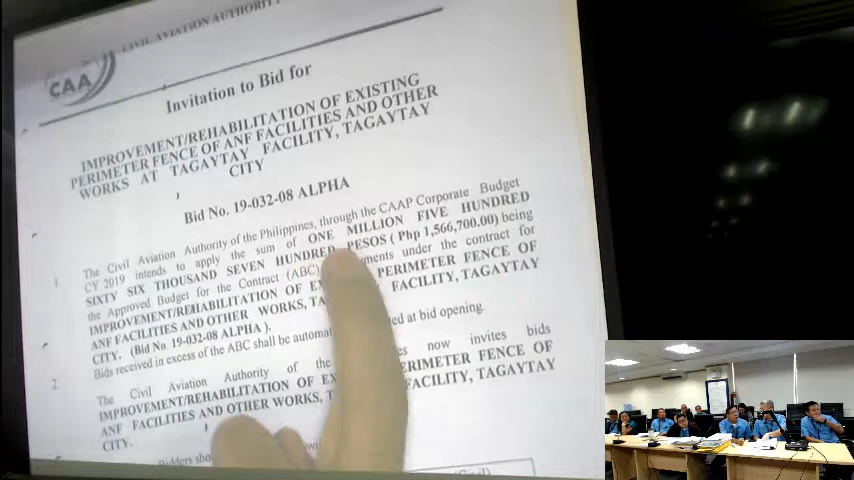 CIVIL AVIATION AUTHORITY
CAA
Invitation to Bid for
IMPROVEMENT/REHABILITATION OF EXISTING
PERIMETER FENCE OF ANF FACILITIES AND OTHER
WORKS AT TAGAYTAY FACILITY, TAGAYTAY
CITY
Bid No. 19-032-08 ALPHA
1 The Civil Aviation Authority of the Philippines, through the CAAP Corporate Budget
CY 2019 intends to apply the sum of ONE MILLION FIVE HUNDRED
SIXTY SIX THOUSAND SEVEN HUNDRED PESOS ( Php 1,566,700.00) being
the Approved Budget for the Contract (ABC) under the contract for
IMPROVEMENT/REHABILITATION OF PERIMETER FENCE OF
ANF FACILITIES AND OTHER WORKS, FACILITY, TAGAYTAY
CITY. (Bid No. 19-032-08 ALPHA ).
Bids received in excess of the ABC shall be at bid opening.
2 The Civil Aviation Authority of the now invites bids
IMPROVEMENT/REHABILITATION OF PERIMETER FENCE OF
ANF FACILITIES AND OTHER WORKS, FACILITY, TAGAYTAY
CITY.
Bidders